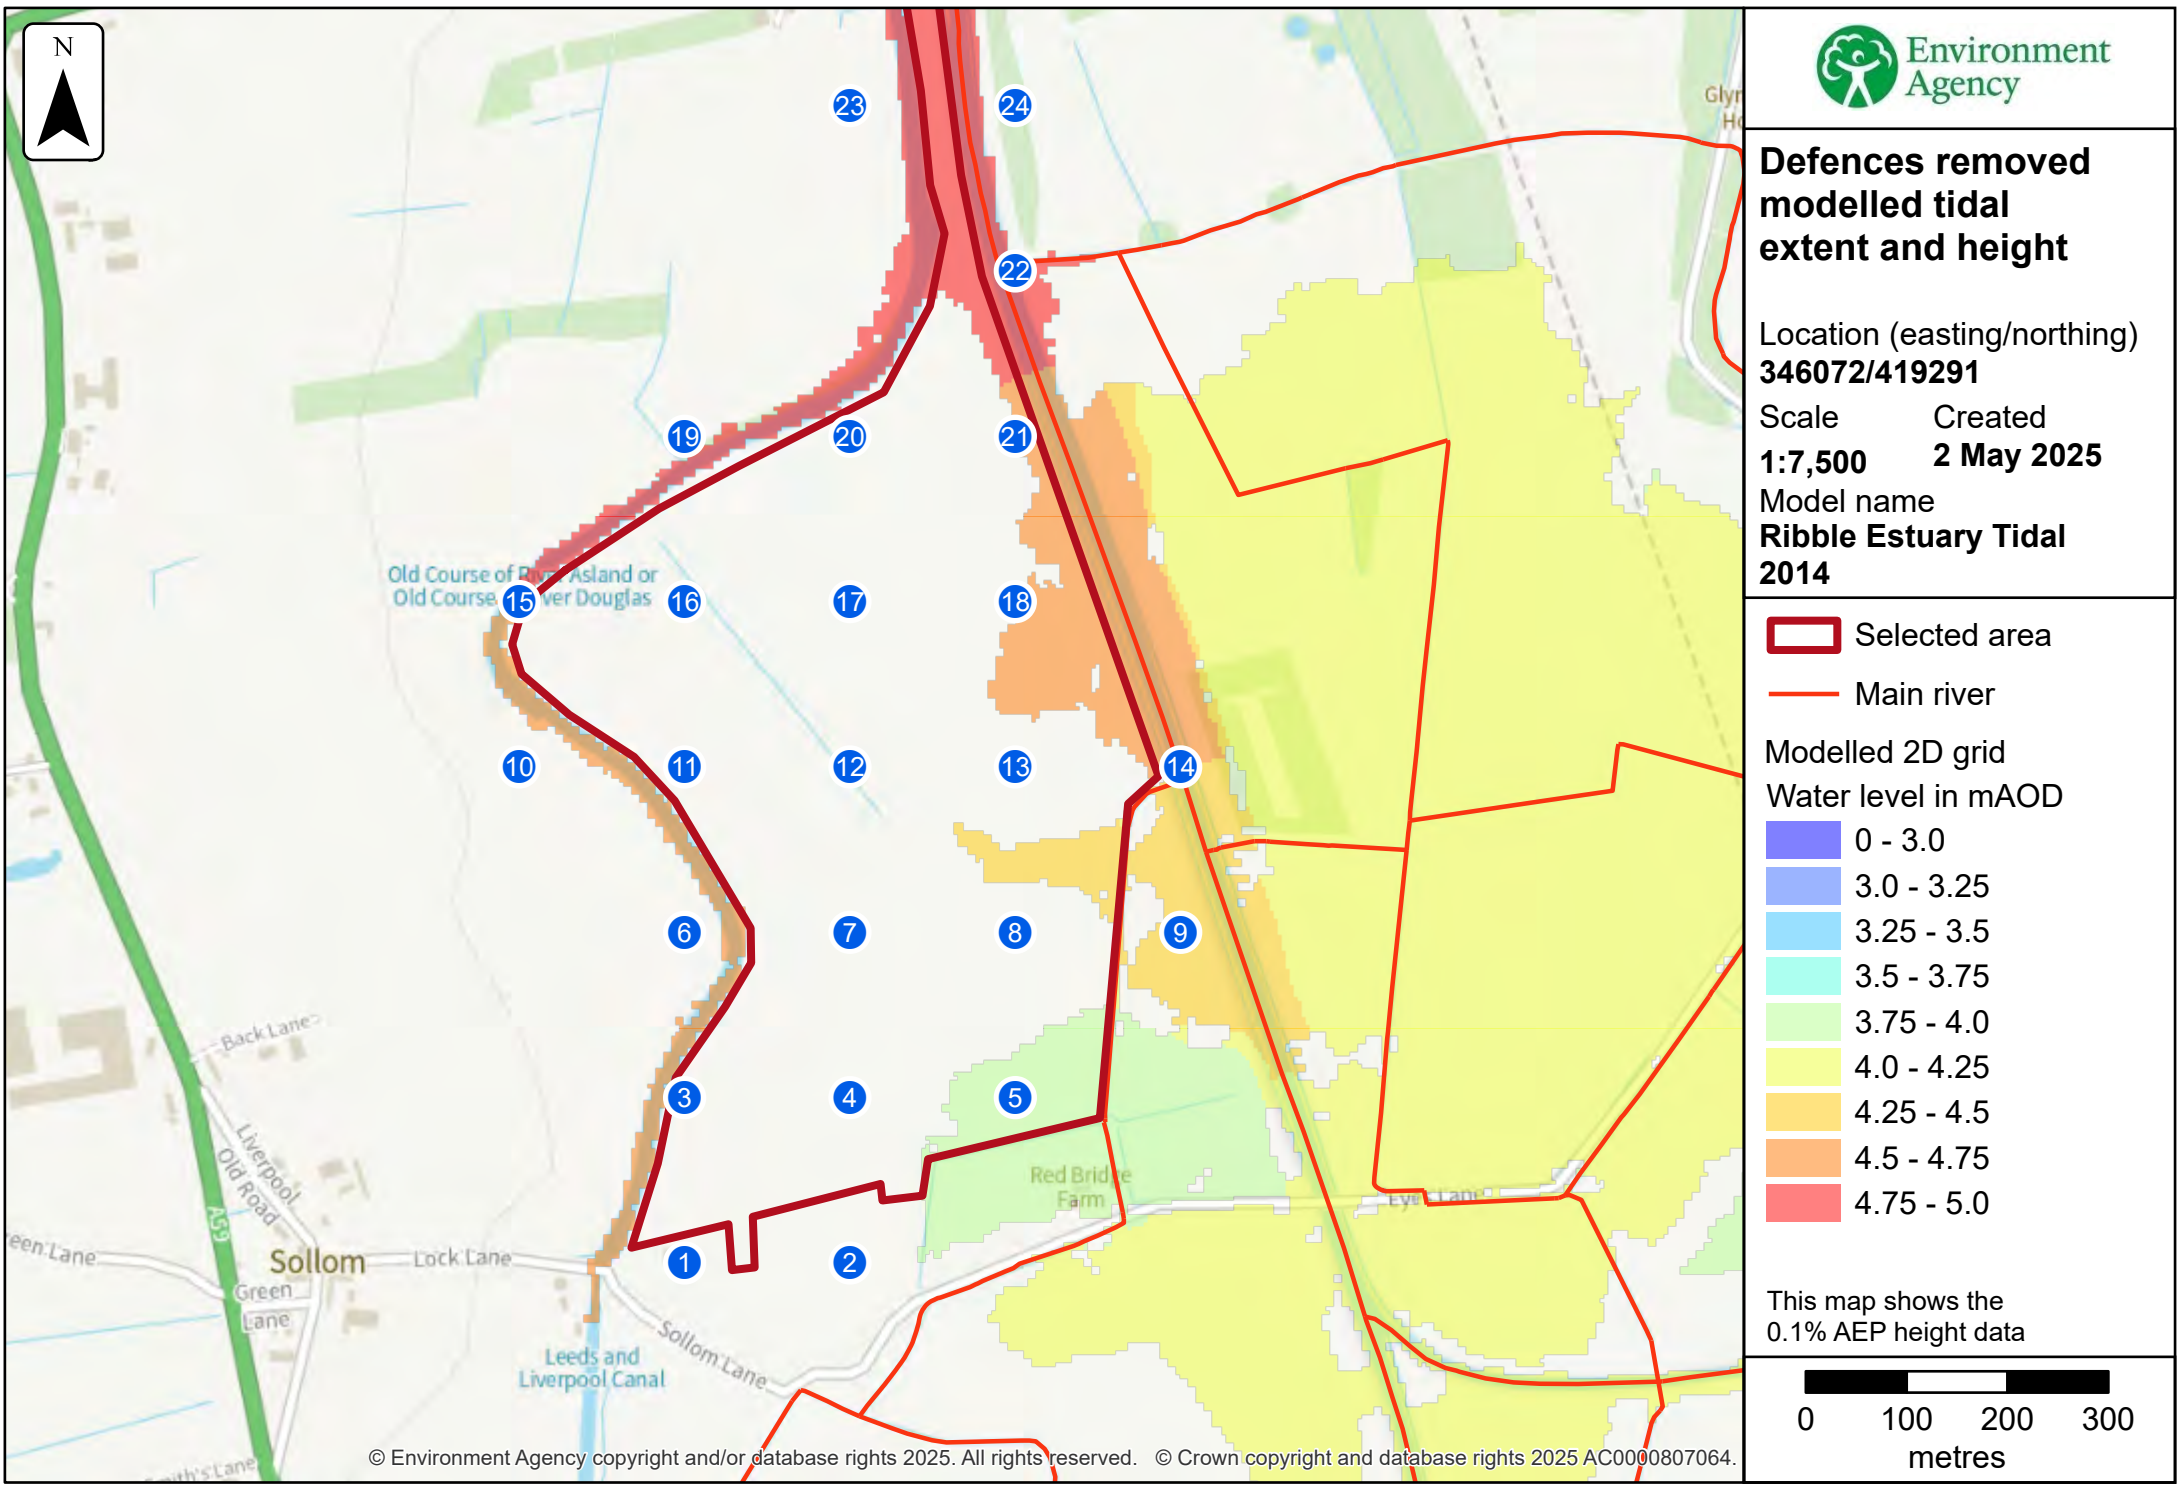 N
23
24
22
19
20
21
Old Course of River Asland or
Old Course
ver Douglas
15
16
17
18
10
11
12
13
14
6
7
8
9
3
4
5
1
2
Back Lane
Liverpool
Old Road
A59
Green
Lane
Sollom
Lock Lane
Sollom Lane
Leeds and
Liverpool Canal
Red Bridge
Farm
Lane
© Environment Agency copyright and/or database rights 2025. All rights reserved. © Crown copyright and database rights 2025 AC0000807064.
Environment
Agency
Defences removed
modelled tidal
extent and height
Location (easting/northing)
346072/419291
Scale Created
1:7,500 2 May 2025
Model name
Ribble Estuary Tidal
2014
Selected area
Main river
Modelled 2D grid
Water level in mAOD
0 - 3.0
3.0 - 3.25
3.25 - 3.5
3.5 - 3.75
3.75 - 4.0
4.0 - 4.25
4.25 - 4.5
4.5 - 4.75
4.75 - 5.0
This map shows the
0.1% AEP height data
0 100 200 300
metres